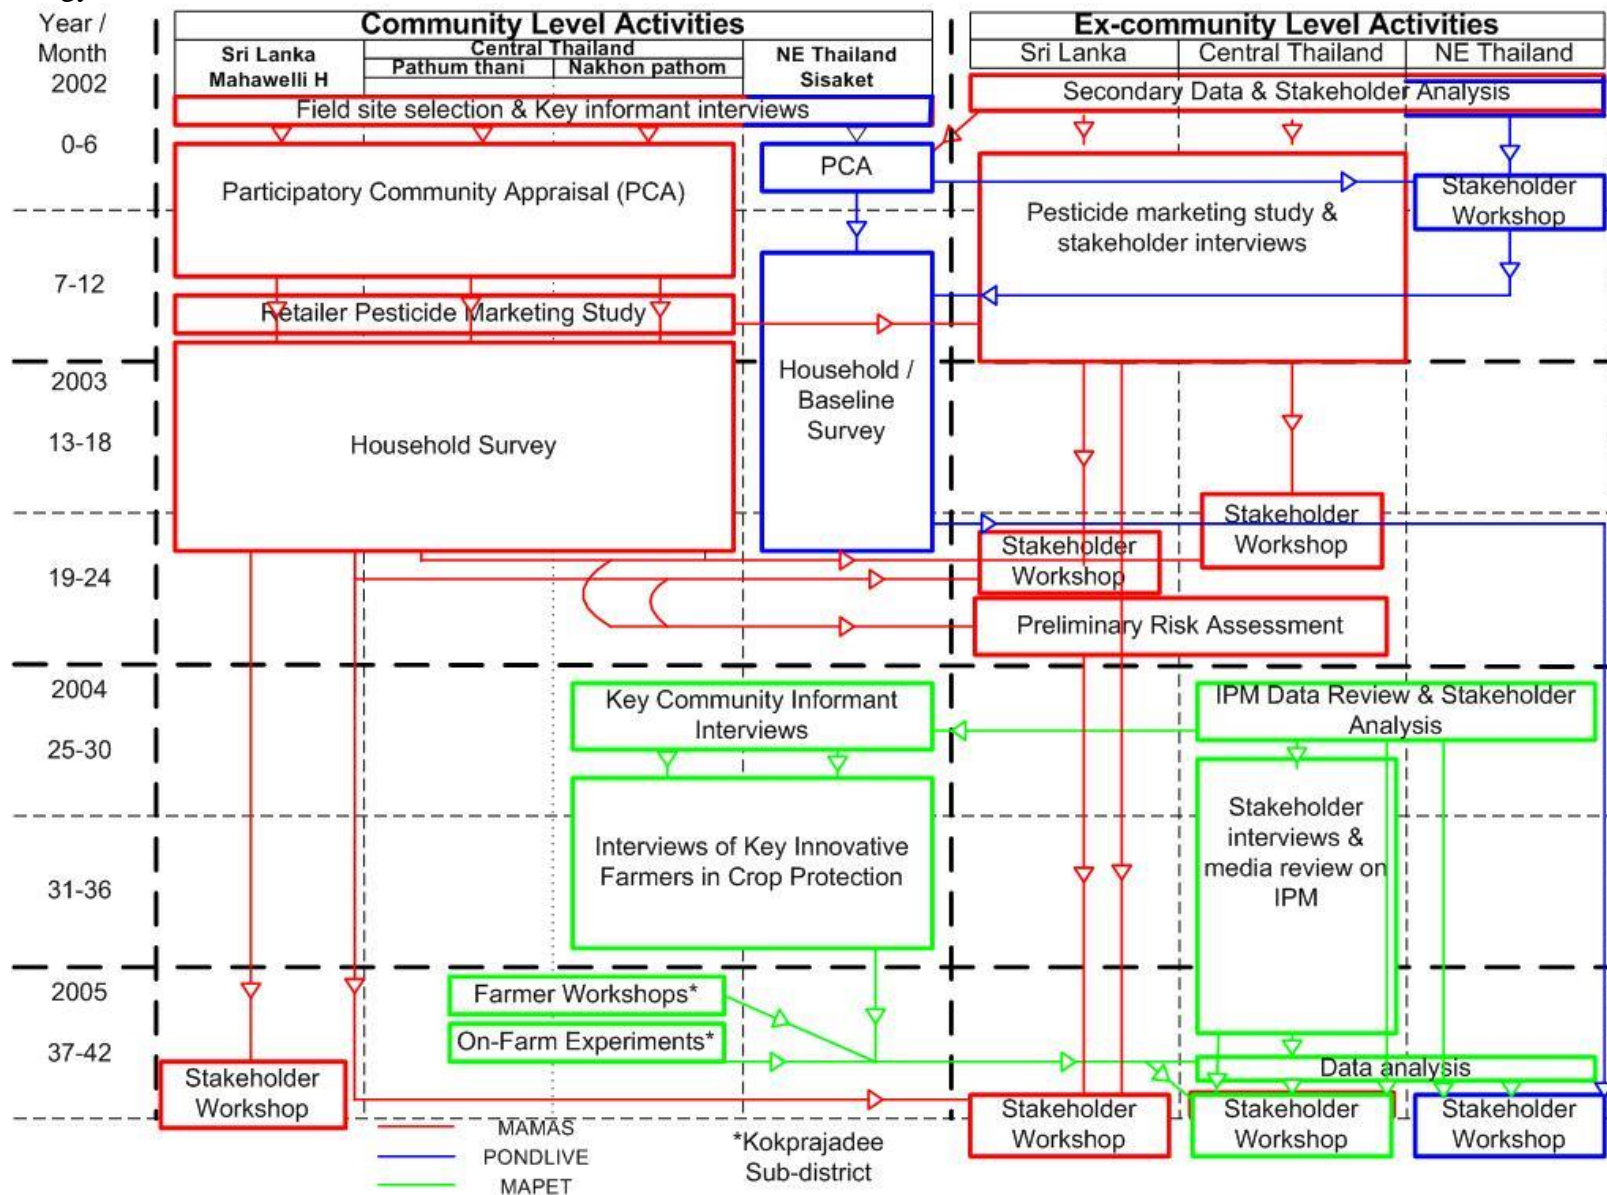 gy
Year /
Month
2002
0-6
7-12
2003
13-18
19-24
2004
25-30
31-36
2005
37-42
Community Level Activities
Sri Lanka
Mahawelli H
Central Thailand
Pathum thani
Nakhon pathom
NE Thailand
Sisaket
Ex-community Level Activities
Sri Lanka
Central Thailand
NE Thailand
Field site selection & Key informant interviews
Secondary Data & Stakeholder Analysis
Participatory Community Appraisal (PCA)
PCA
Pesticide marketing study &
stakeholder interviews
Stakeholder
Workshop
Retailer Pesticide Marketing Study
Household Survey
Household /
Baseline
Survey
Stakeholder
Workshop
Stakeholder
Workshop
Preliminary Risk Assessment
Key Community Informant
Interviews
IPM Data Review & Stakeholder
Analysis
Interviews of Key Innovative
Farmers in Crop Protection
Stakeholder
interviews &
media review on
IPM
Farmer Workshops*
On-Farm Experiments*
Data analysis
Stakeholder
Workshop
Stakeholder
Workshop
Stakeholder
Workshop
Stakeholder
Workshop
MAMAS
PONDLIVE
MAPET
*Kokprajadee
Sub-district